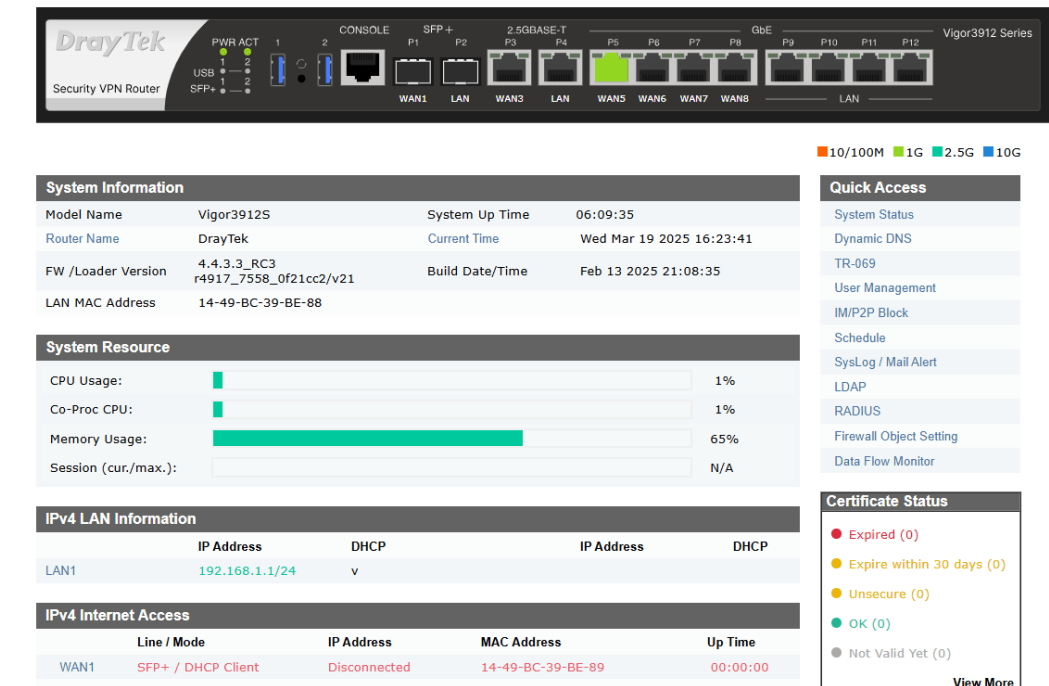 DrayTek
Security VPN Router
PWR ACT
1 2
USB
1 2
SFP+
1 2
CONSOLE
SFP+
P1 P2
2.5GBASE-T
P3 P4
GbE
P5 P6 P7 P8 P9 P10 P11 P12
Vigor3912 Series
WAN1 LAN WAN3 LAN WAN5 WAN6 WAN7 WAN8 LAN
10/100M 1G 2.5G 10G
System Information
Model Name Vigor3912S System Up Time 06:09:35
Router Name DrayTek Current Time Wed Mar 19 2025 16:23:41
FW /Loader Version 4.4.3.3_RC3 Build Date/Time Feb 13 2025 21:08:35
r4917_7558_0f21cc2/v21
LAN MAC Address 14-49-BC-39-BE-88
System Resource
CPU Usage: 1%
Co-Proc CPU: 1%
Memory Usage: 65%
Session (cur./max.): N/A
IPv4 LAN Information
IP Address DHCP IP Address DHCP
LAN1 192.168.1.1/24 v
IPv4 Internet Access
Line / Mode IP Address MAC Address Up Time
WAN1 SFP+ / DHCP Client Disconnected 14-49-BC-39-BE-89 00:00:00
Quick Access
System Status
Dynamic DNS
TR-069
User Management
IM/P2P Block
Schedule
SysLog / Mail Alert
LDAP
RADIUS
Firewall Object Setting
Data Flow Monitor
Certificate Status
Expired (0)
Expire within 30 days (0)
Unsecure (0)
OK (0)
Not Valid Yet (0)
View More